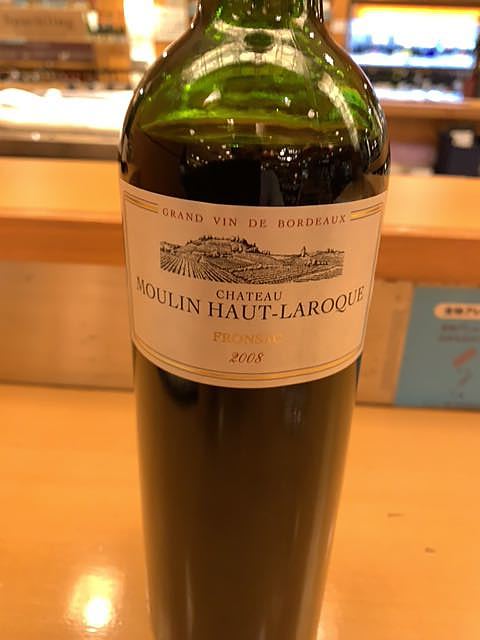 GRAND VIN DE BORDEAUX
CHATEAU
MOULIN HAUT-LAROQUE
FRONSAC
2008